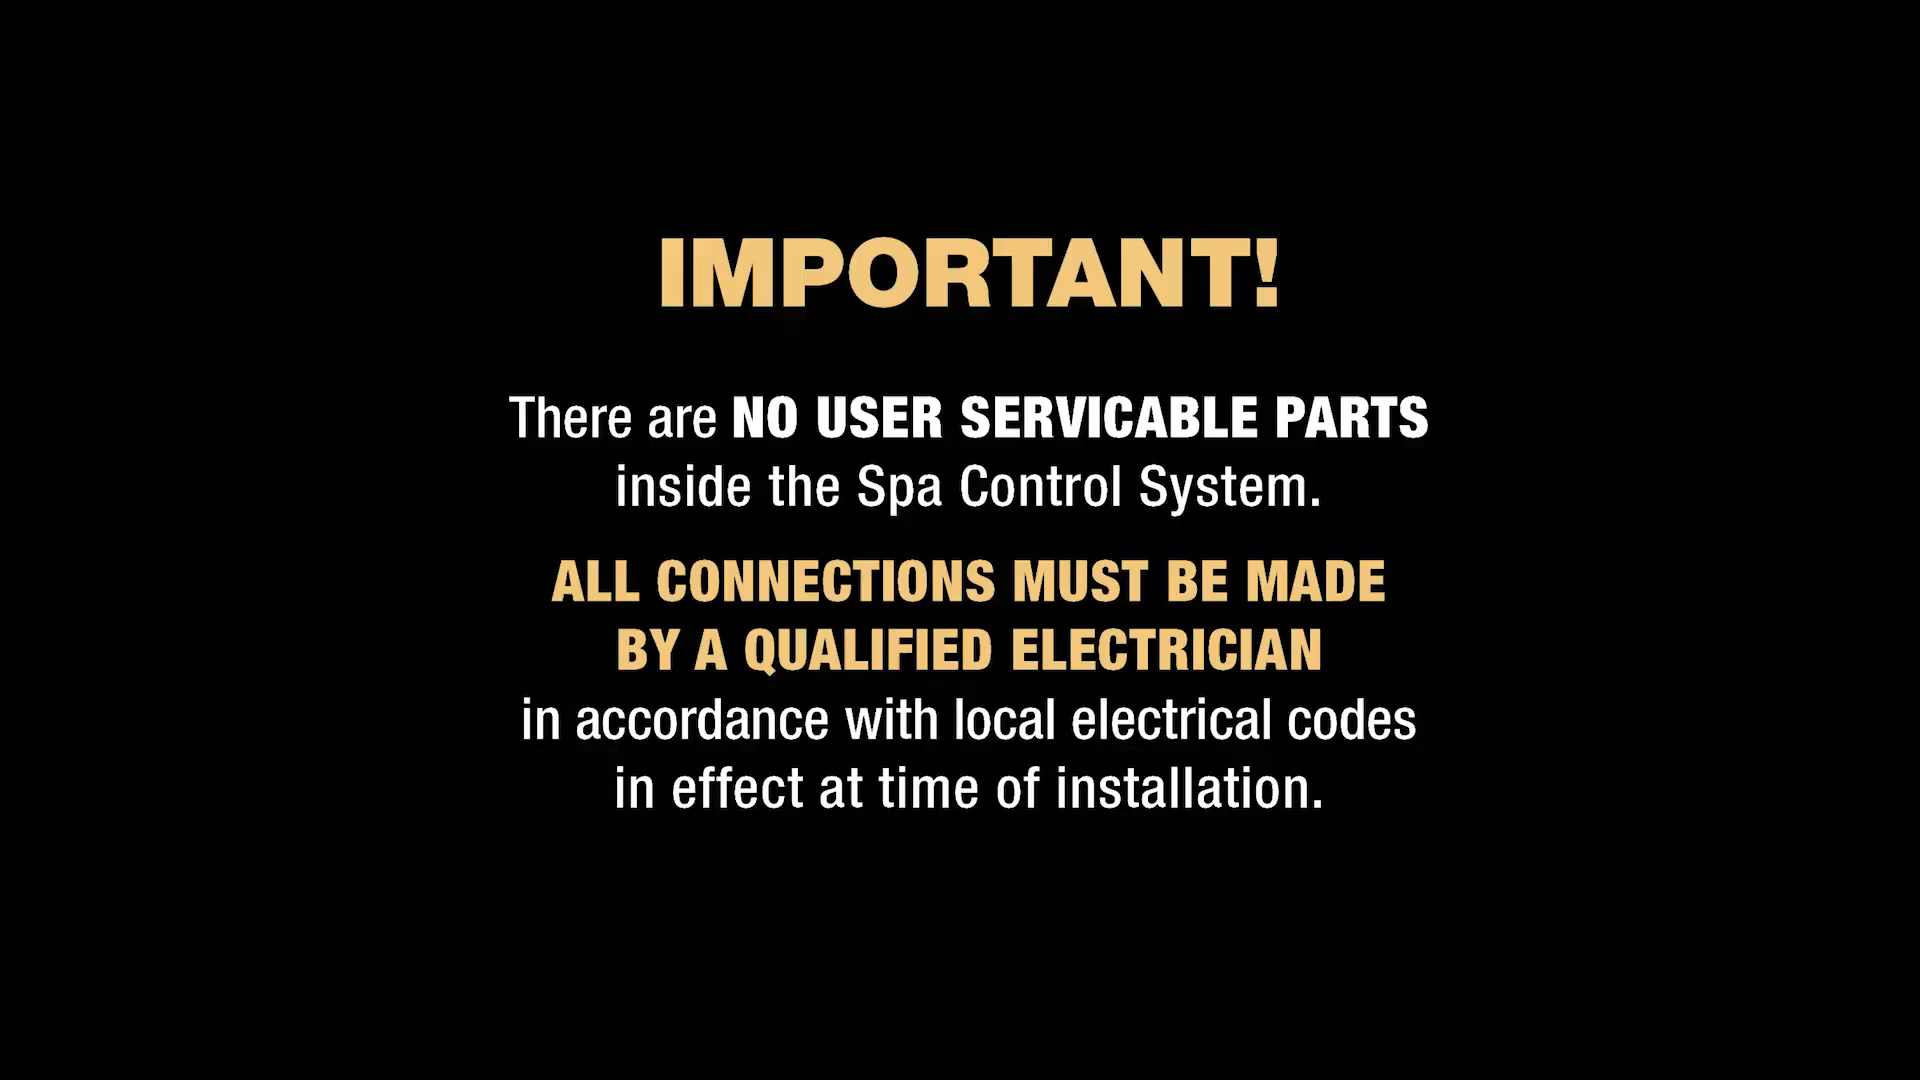 IMPORTANT!
There are NO USER SERVICABLE PARTS
inside the Spa Control System.
ALL CONNECTIONS MUST BE MADE
BY A QUALIFIED ELECTRICIAN
in accordance with local electrical codes
in effect at time of installation.